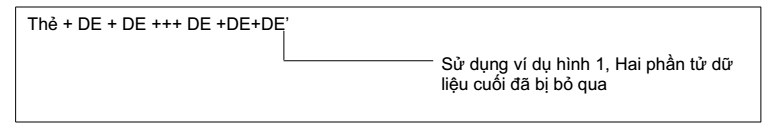 Thẻ + DE + DE +++ DE +DE+DE’
Sử dụng ví dụ hình 1, Hai phần tử dữ
liệu cuối đã bị bỏ qua